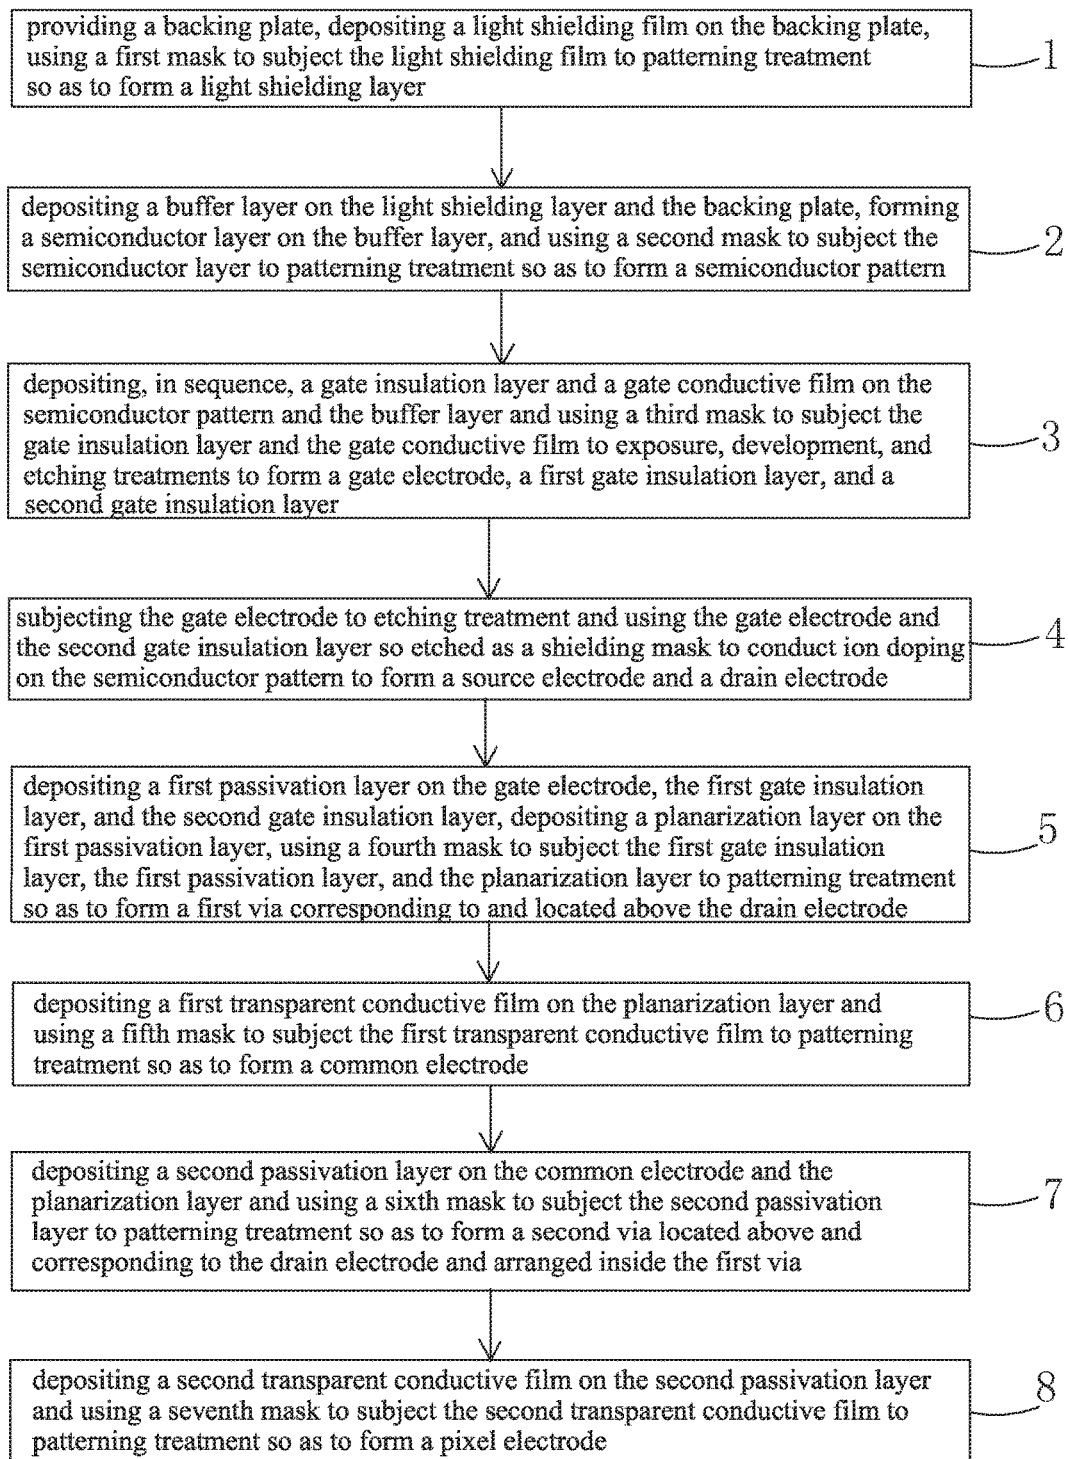 providing a backing plate, depositing a light shielding film on the backing plate,
using a first mask to subject the light shielding film to patterning treatment
so as to form a light shielding layer
1
depositing a buffer layer on the light shielding layer and the backing plate, forming
a semiconductor layer on the buffer layer, and using a second mask to subject the
semiconductor layer to patterning treatment so as to form a semiconductor pattern
2
depositing, in sequence, a gate insulation layer and a gate conductive film on the
semiconductor pattern and the buffer layer and using a third mask to subject the
gate insulation layer and the gate conductive film to exposure, development, and
etching treatments to form a gate electrode, a first gate insulation layer, and a
second gate insulation layer
3
subjecting the gate electrode to etching treatment and using the gate electrode and
the second gate insulation layer so etched as a shielding mask to conduct ion doping
on the semiconductor pattern to form a source electrode and a drain electrode
4
depositing a first passivation layer on the gate electrode, the first gate insulation
layer, and the second gate insulation layer, depositing a planarization layer on the
first passivation layer, using a fourth mask to subject the first gate insulation
layer, the first passivation layer, and the planarization layer to patterning treatment
so as to form a first via corresponding to and located above the drain electrode
5
depositing a first transparent conductive film on the planarization layer and
using a fifth mask to subject the first transparent conductive film to patterning
treatment so as to form a common electrode
6
depositing a second passivation layer on the common electrode and the
planarization layer and using a sixth mask to subject the second passivation
layer to patterning treatment so as to form a second via located above and
corresponding to the drain electrode and arranged inside the first via
7
depositing a second transparent conductive film on the second passivation layer
and using a seventh mask to subject the second transparent conductive film to
patterning treatment so as to form a pixel electrode
8